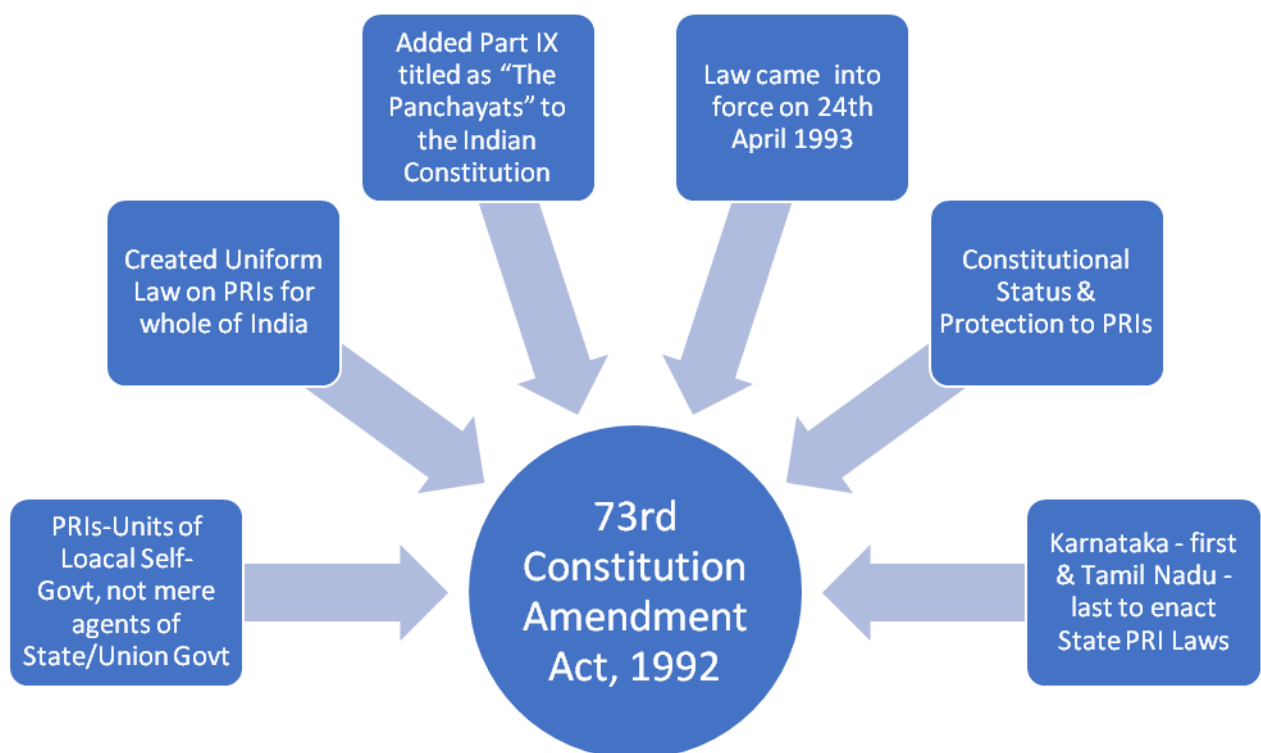 PRIs-Units of
Loacal Self-
Govt, not mere
agents of
State/Union Govt
Created Uniform
Law on PRIs for
whole of India
Added Part IX
titled as “The
Panchayats” to
the Indian
Constitution
Law came into
force on 24th
April 1993
Constitutional
Status &
Protection to PRIs
Karnataka - first
& Tamil Nadu -
last to enact
State PRI Laws
73rd
Constitution
Amendment
Act, 1992